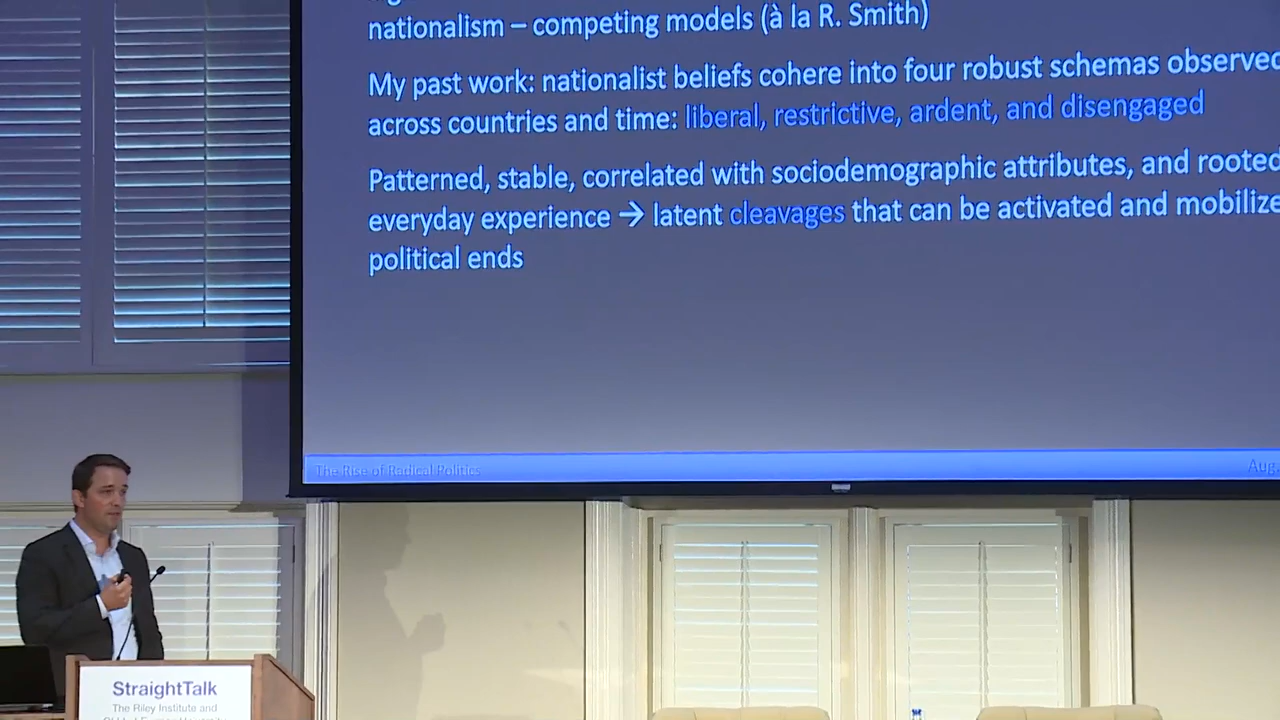 nationalism – competing models (à la R. Smith)
My past work: nationalist beliefs cohere into four robust schemas observed
across countries and time: liberal, restrictive, ardent, and disengaged
Patterned, stable, correlated with sociodemographic attributes, and rooted
everyday experience → latent cleavages that can be activated and mobilize
political ends
The Rise of Radical Politics
Aug.
StraightTalk
The Riley Institute and